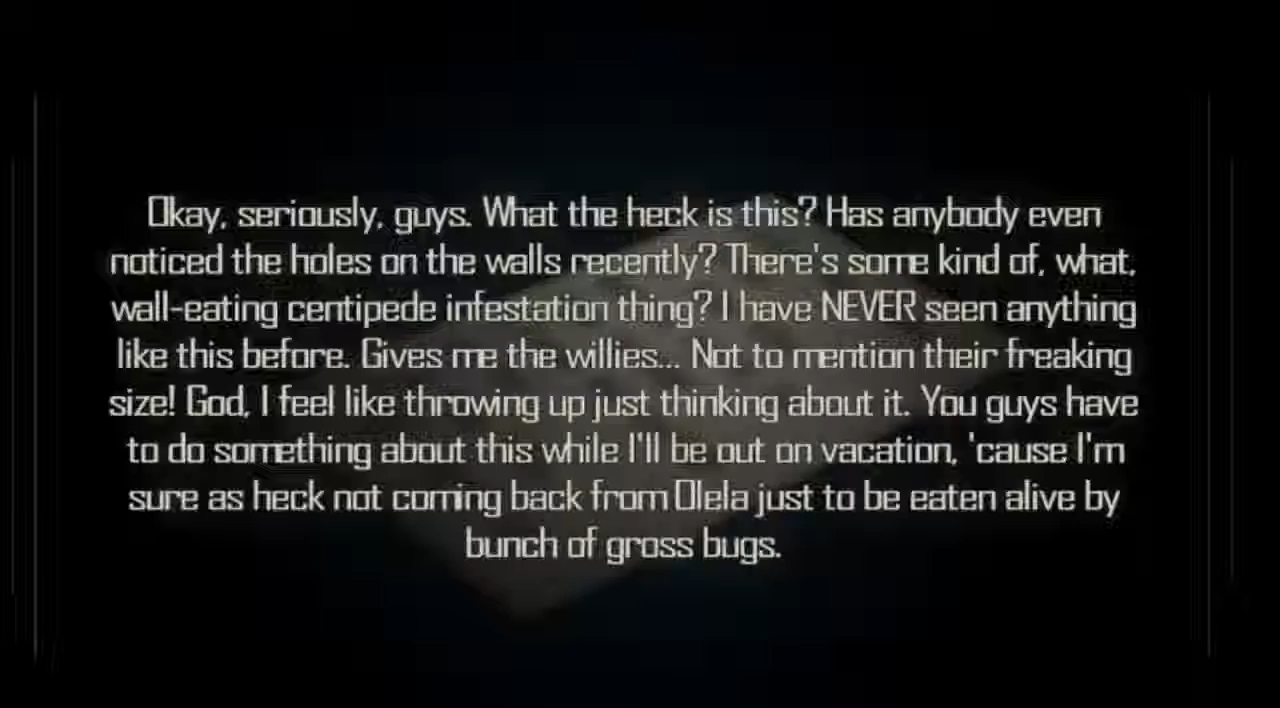 Okay, seriously, guys. What the heck is this? Has anybody even
noticed the holes on the walls recently? There's some kind of, what,
wall-eating centipede infestation thing? I have NEVER seen anything
like this before. Gives me the willies... Not to mention their freaking
size! God, I feel like throwing up just thinking about it. You guys have
to do something about this while I'll be out on vacation, 'cause I'm
sure as heck not coming back from Olela just to be eaten alive by
bunch of gross bugs.